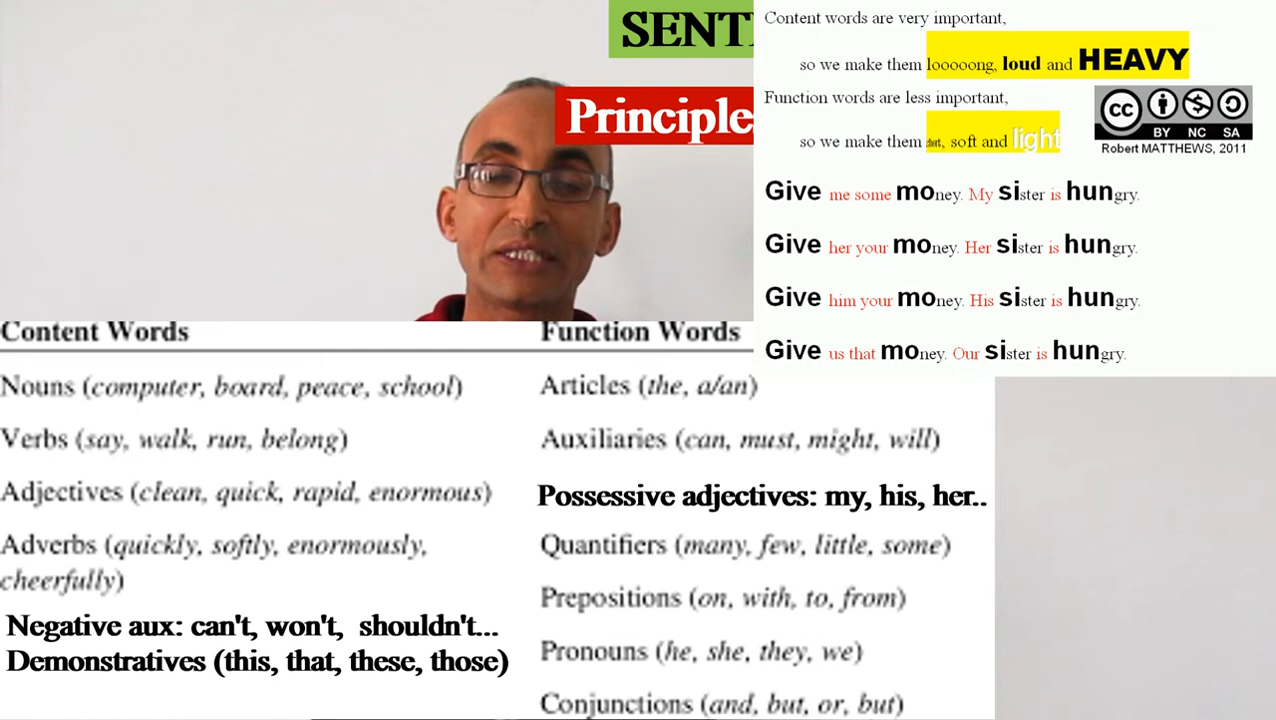 SENT
Principle
Content words are very important,
so we make them looooong, loud and HEAVY
Function words are less important,
so we make them short, soft and light
cc BY NC SA
Robert MATTHEWS, 2011
Give me some money. My sister is hungry.
Give her your money. Her sister is hungry.
Give him your money. His sister is hungry.
Give us that money. Our sister is hungry.
Content Words
Nouns (computer, board, peace, school)
Verbs (say, walk, run, belong)
Adjectives (clean, quick, rapid, enormous)
Adverbs (quickly, softly, enormously,
cheerfully)
Negative aux: can't, won't, shouldn't...
Demonstratives (this, that, these, those)
Function Words
Articles (the, a/an)
Auxiliaries (can, must, might, will)
Possessive adjectives: my, his, her..
Quantifiers (many, few, little, some)
Prepositions (on, with, to, from)
Pronouns (he, she, they, we)
Conjunctions (and, but, or, but)